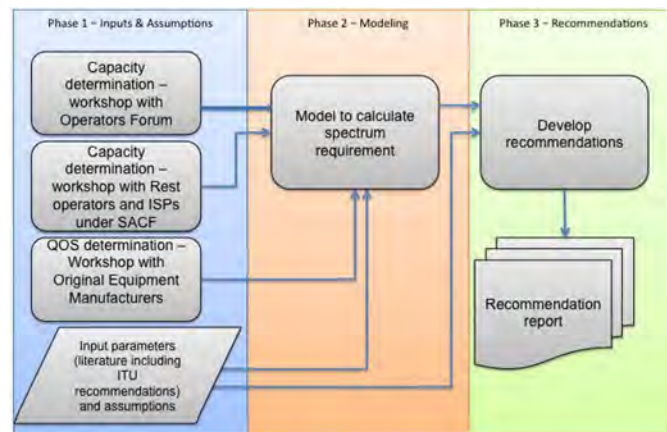 Phase 1 – Inputs & Assumptions
Phase 2 – Modeling
Phase 3 – Recommendations
Capacity
determination –
workshop with
Operators Forum
Capacity
determination –
workshop with Rest
operators and ISPs
under SACF
QOS determination –
Workshop with
Original Equipment
Manufacturers
Input parameters
(literature including
ITU
recommendations)
and assumptions
Model to calculate
spectrum
requirement
Develop
recommendations
Recommendation
report